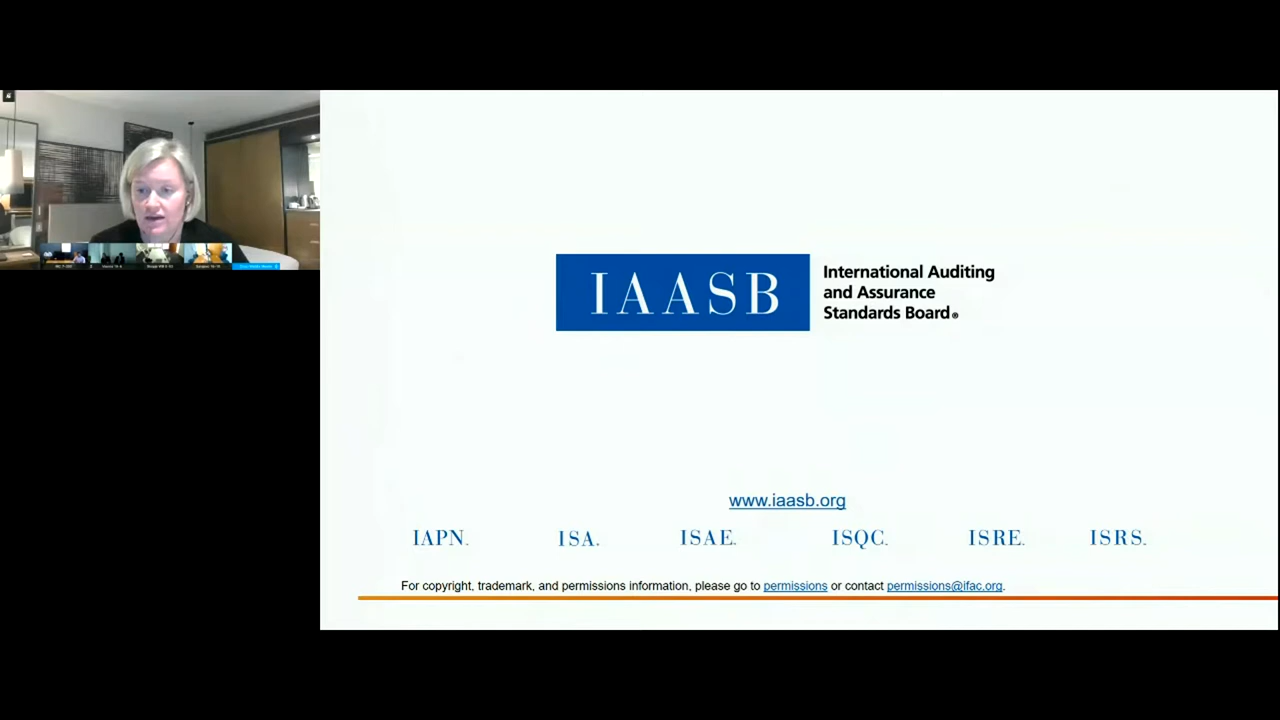 IAASB
International Auditing
and Assurance
Standards Board®
www.iaasb.org
IAPN.
ISA.
ISAE.
ISQC.
ISRE.
ISRS.
For copyright, trademark, and permissions information, please go to permissions or contact permissions@ifac.org.